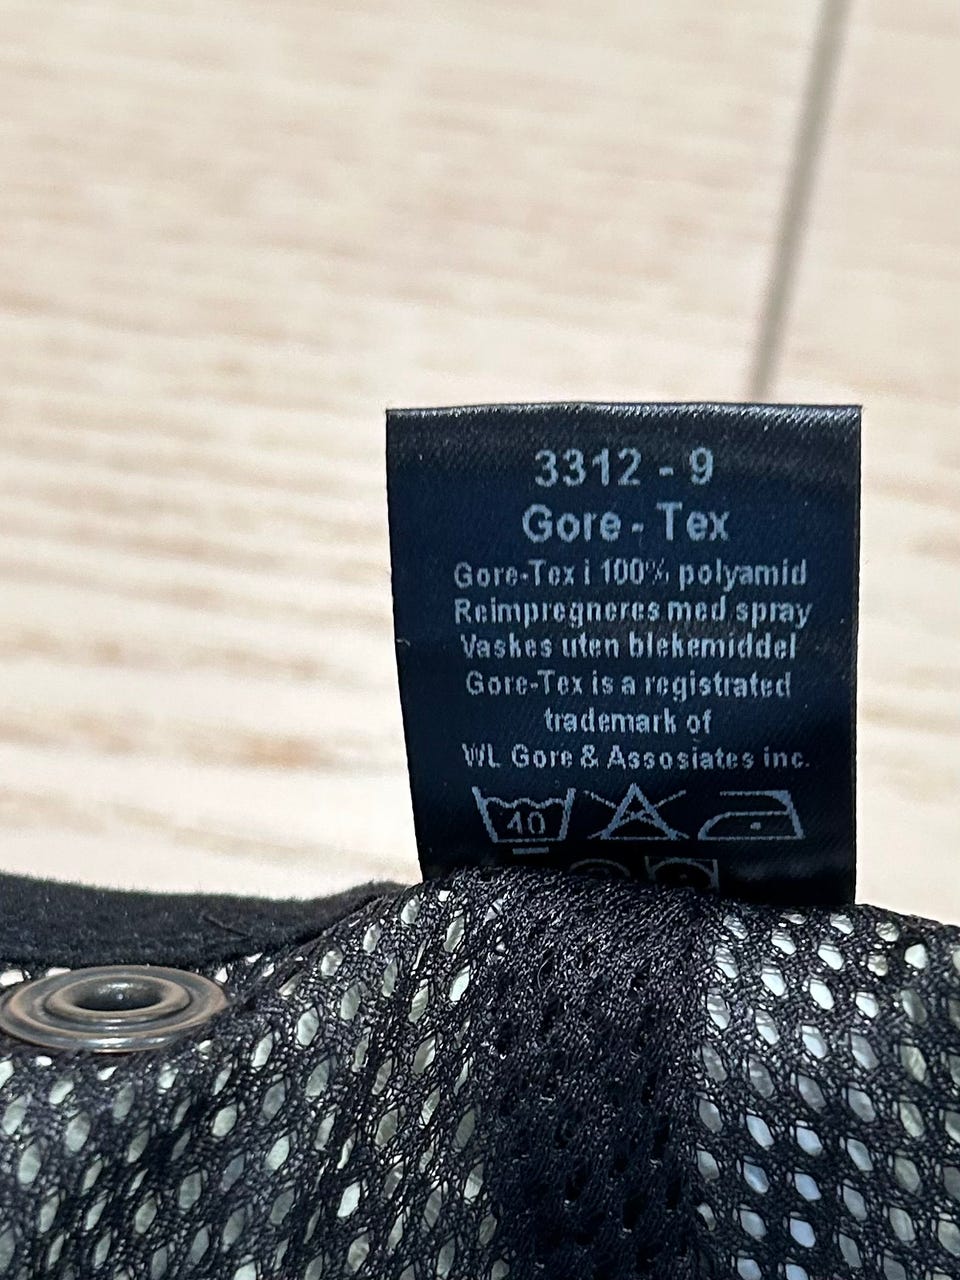 3312 - 9
Gore - Tex
Gore-Tex i 100% polyamid
Reimpregneres med spray
Vaskes uten blekemiddel
Gore-Tex is a registrated
trademark of
WL Gore & Assosiates inc.
40